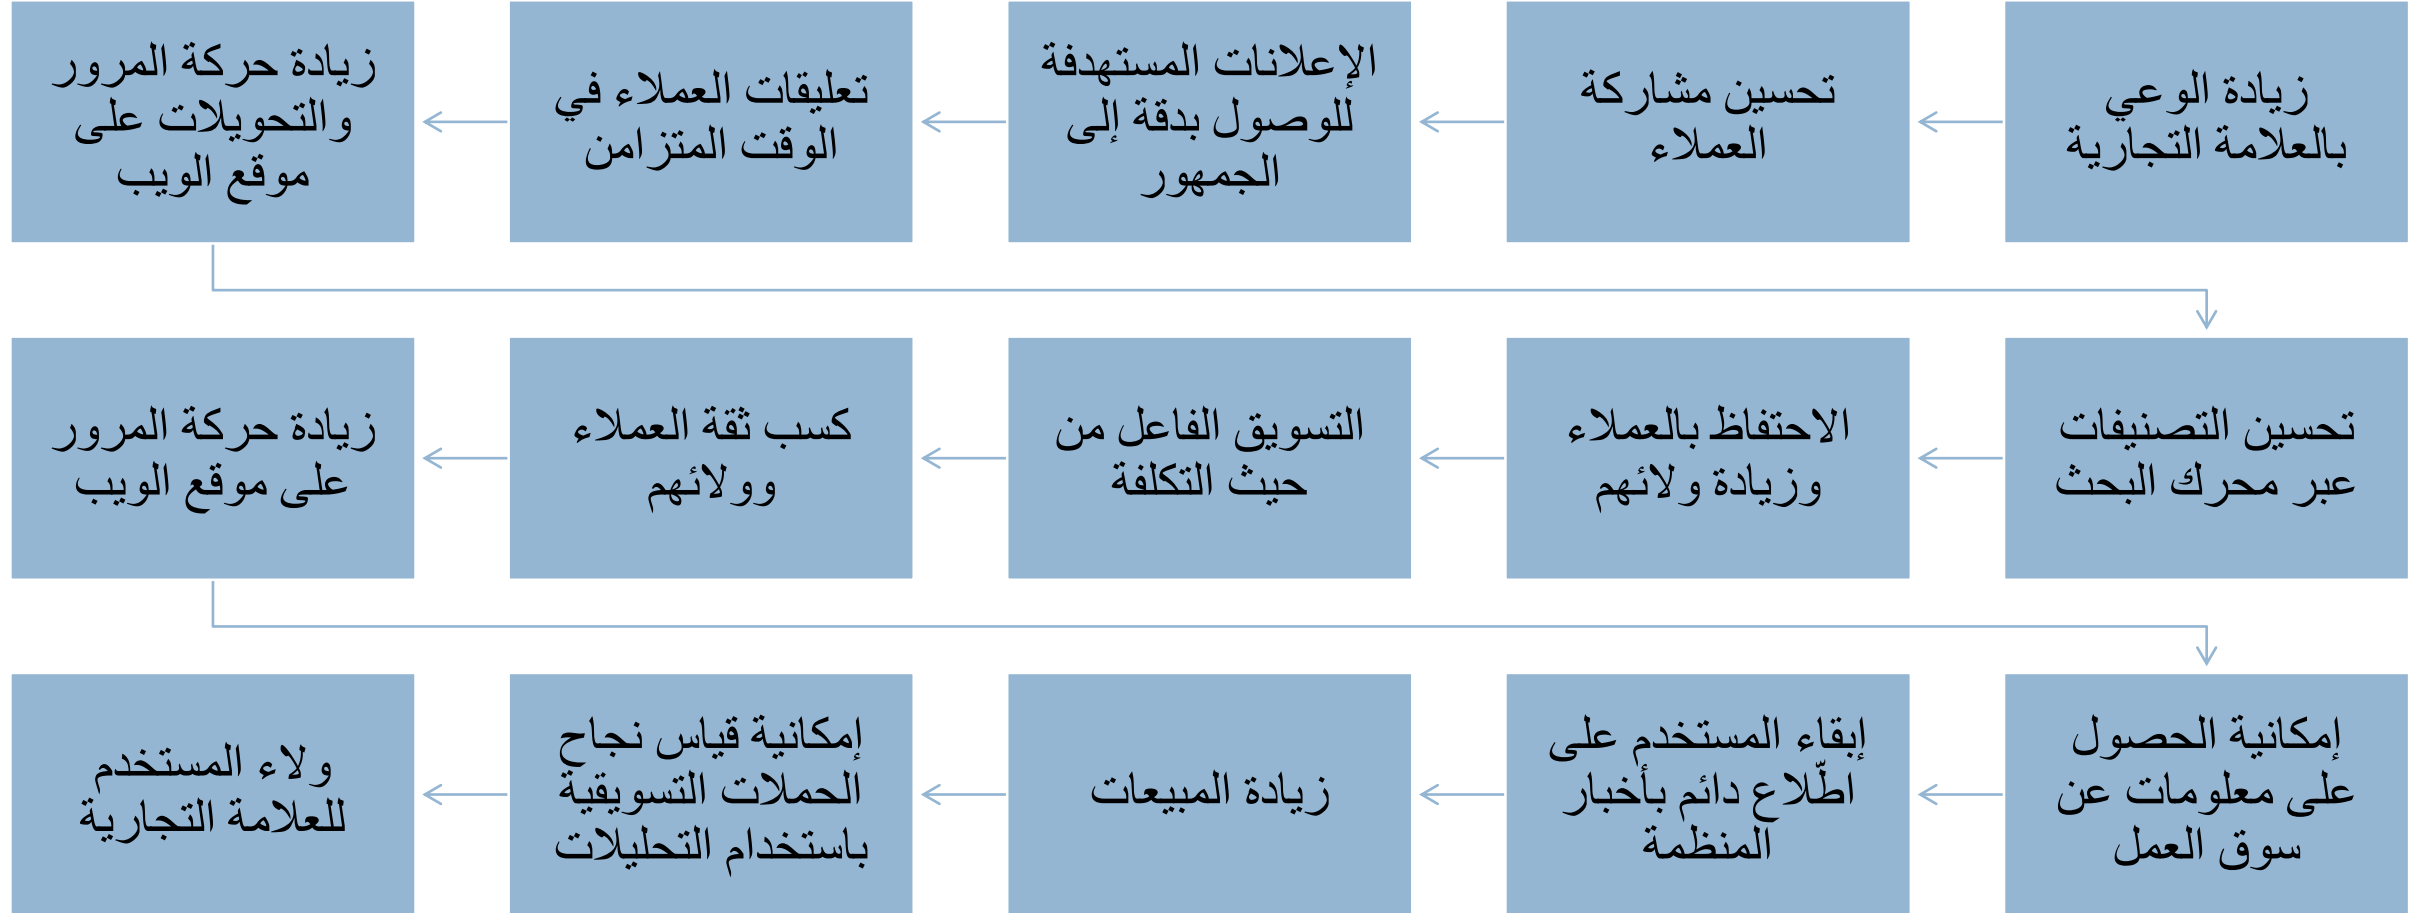 زيادة الوعي
بالعلامة التجارية
تحسين مشاركة
العملاء
الإعلانات المستهدفة
للوصول بدقة إلى
الجمهور
تعليقات العملاء في
الوقت المتزامن
زيادة حركة المرور
والتحويلات على
موقع الويب
تحسين التصنيفات
عبر محرك البحث
الاحتفاظ بالعملاء
وزيادة ولائهم
التسويق الفاعل من
حيث التكلفة
كسب ثقة العملاء
وولائهم
زيادة حركة المرور
على موقع الويب
إمكانية الحصول
على معلومات عن
سوق العمل
إبقاء المستخدم على
اطّلاع دائم بأخبار
المنظمة
زيادة المبيعات
إمكانية قياس نجاح
الحملات التسويقية
باستخدام التحليلات
ولاء المستخدم
للعلامة التجارية